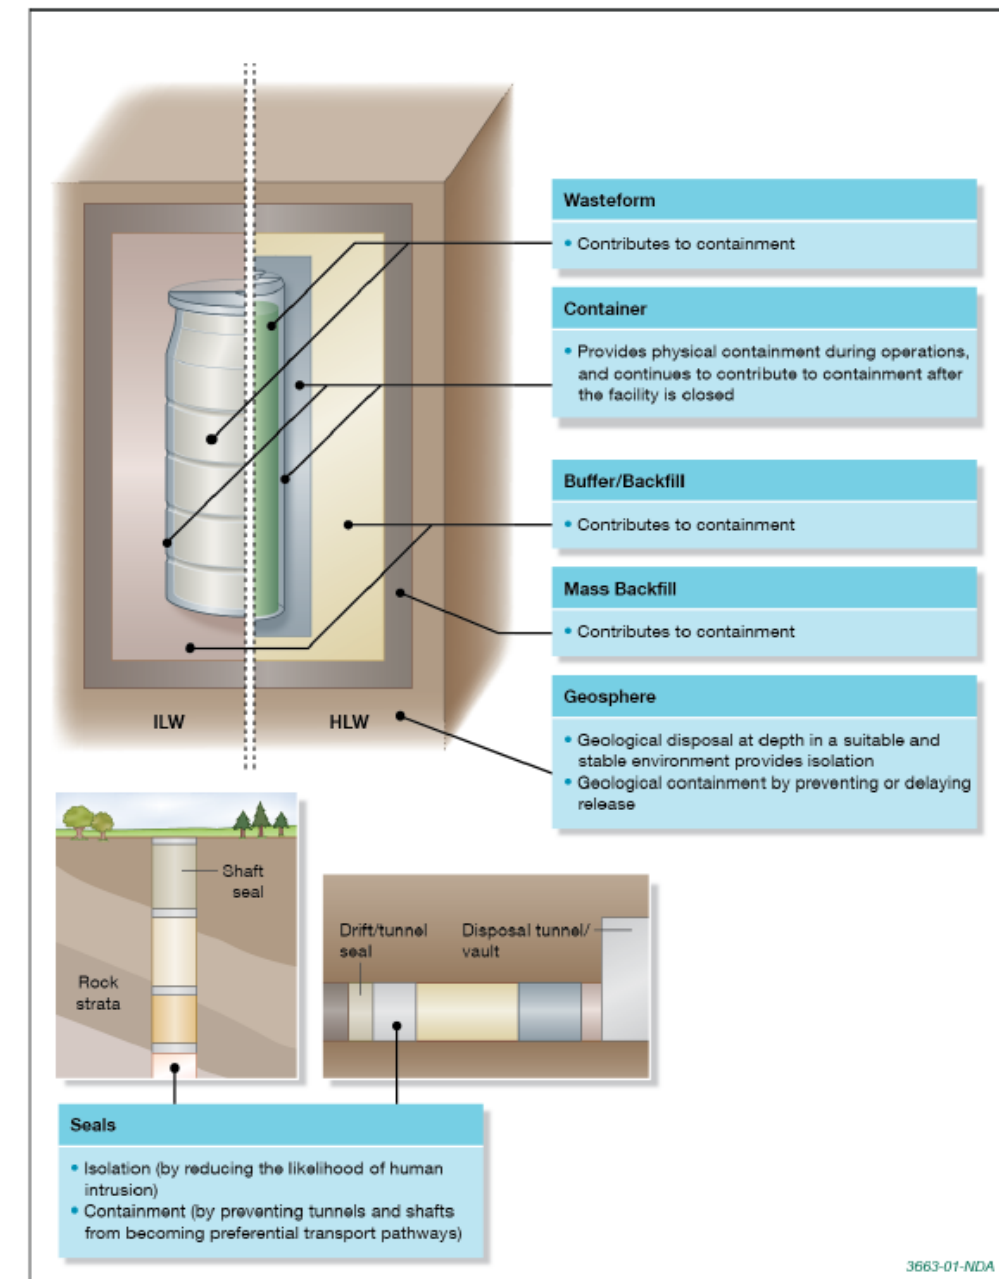 Wasteform
• Contributes to containment
Container
• Provides physical containment during operations,
and continues to contribute to containment after
the facility is closed
Buffer/Backfill
• Contributes to containment
Mass Backfill
• Contributes to containment
Geosphere
• Geological disposal at depth in a suitable and
stable environment provides isolation
• Geological containment by preventing or delaying
release
ILW
HLW
Shaft
seal
Rock
strata
Drift/tunnel
seal
Disposal tunnel/
vault
Seals
• Isolation (by reducing the likelihood of human
intrusion)
• Containment (by preventing tunnels and shafts
from becoming preferential transport pathways)
3663-01-NDA